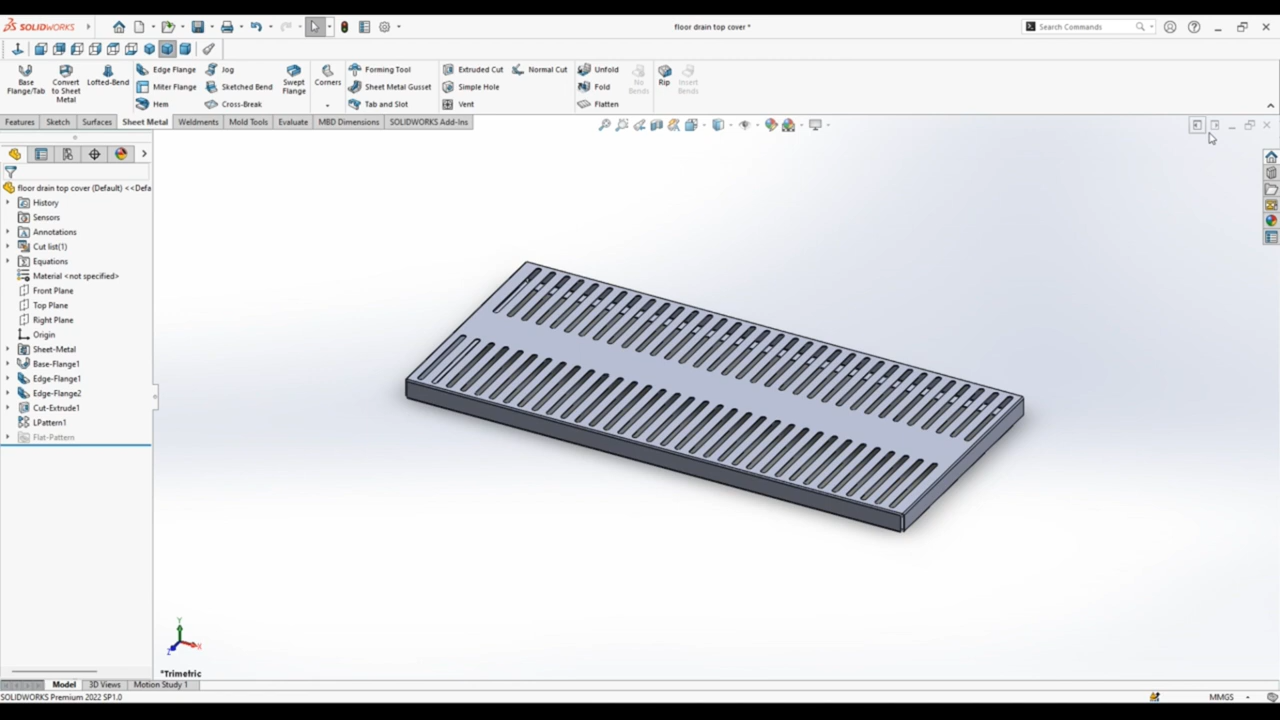 SOLIDWORKS
floor drain top cover *
Search Commands
Base Flange/Tab
Convert to Sheet Metal
Lofted-Bend
Edge Flange
Miter Flange
Hem
Jog
Sketched Bend
Cross-Break
Swept Flange
Corners
Forming Tool
Sheet Metal Gusset
Tab and Slot
Extruded Cut
Simple Hole
Vent
Normal Cut
Unfold
Fold
Flatten
No Bends
Rip
Insert Bends
Features Sketch Surfaces Sheet Metal Weldments Mold Tools Evaluate MBD Dimensions SOLIDWORKS Add-Ins
floor drain top cover (Default) <<Defa
History
Sensors
Annotations
Cut list(1)
Equations
Material <not specified>
Front Plane
Top Plane
Right Plane
Origin
Sheet-Metal
Base-Flange1
Edge-Flange1
Edge-Flange2
Cut-Extrude1
LPattern1
Flat-Pattern
Y
X
Z
*Trimetric
Model 3D Views Motion Study 1
SOLIDWORKS Premium 2022 SP1.0
MMGS